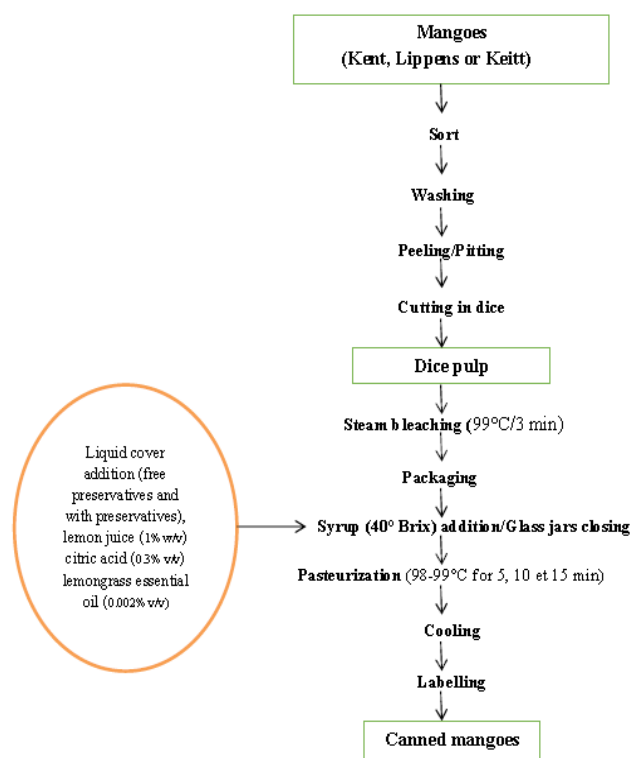 Mangoes
(Kent, Lippens or Keitt)
Sort
Washing
Peeling/Pitting
Cutting in dice
Dice pulp
Steam bleaching (99°C/3 min)
Packaging
Liquid cover
addition (free
preservatives and
with preservatives),
lemon juice (1% w/v)
citric acid (0.3% v/v)
lemongrass essential
oil (0.002% v/v)
Syrup (40° Brix) addition/Glass jars closing
Pasteurization (98-99°C for 5, 10 et 15 min)
Cooling
Labelling
Canned mangoes